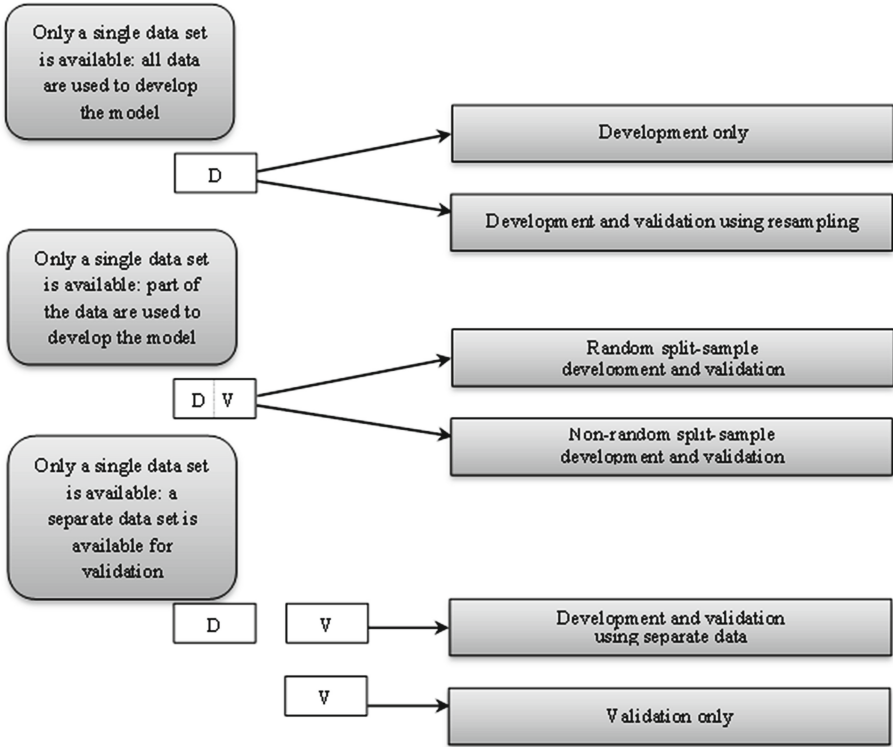 Only a single data set
is available: all data
are used to develop
the model
D
Development only
Development and validation using resampling
Only a single data set
is available: part of
the data are used to
develop the model
D V
Random split-sample
development and validation
Non-random split-sample
development and validation
Only a single data set
is available: a
separate data set is
available for
validation
D
V
Development and validation
using separate data
V
Validation only